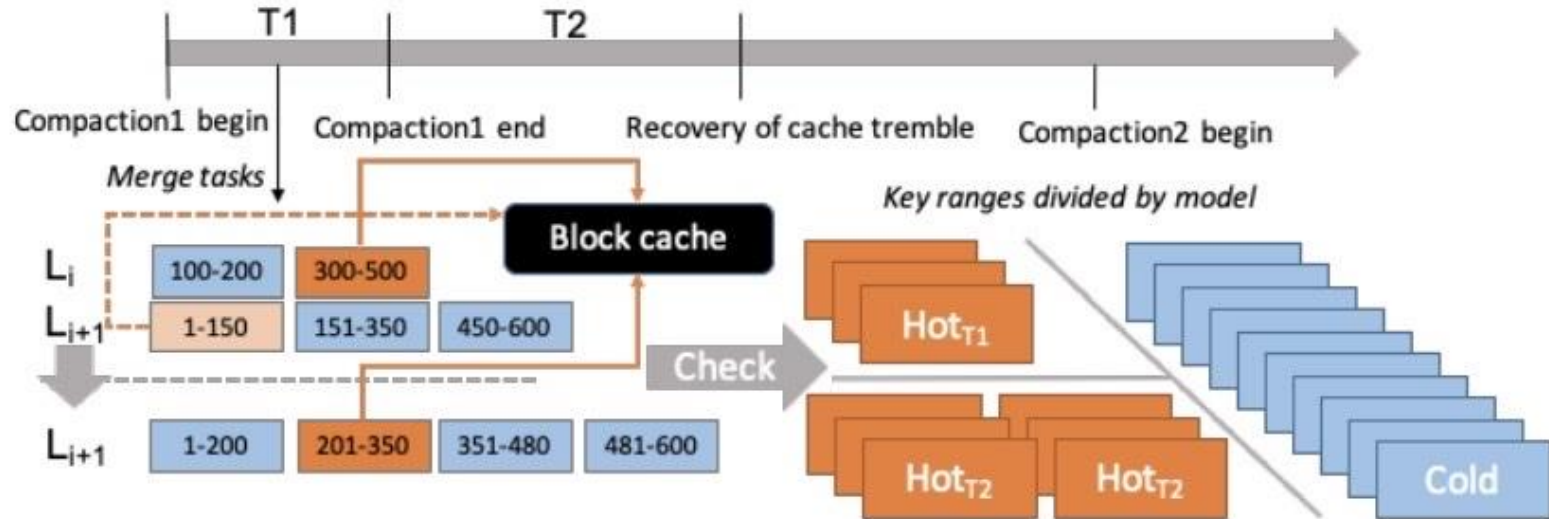 T1
T2
Compaction1 begin
Compaction1 end
Recovery of cache tremble
Compaction2 begin
Merge tasks
Key ranges divided by model
Block cache
Li
100-200
300-500
Li+1
1-150
151-350
450-600
Check
Li+1
1-200
201-350
351-480
481-600
HotT1
HotT2
HotT2
Cold